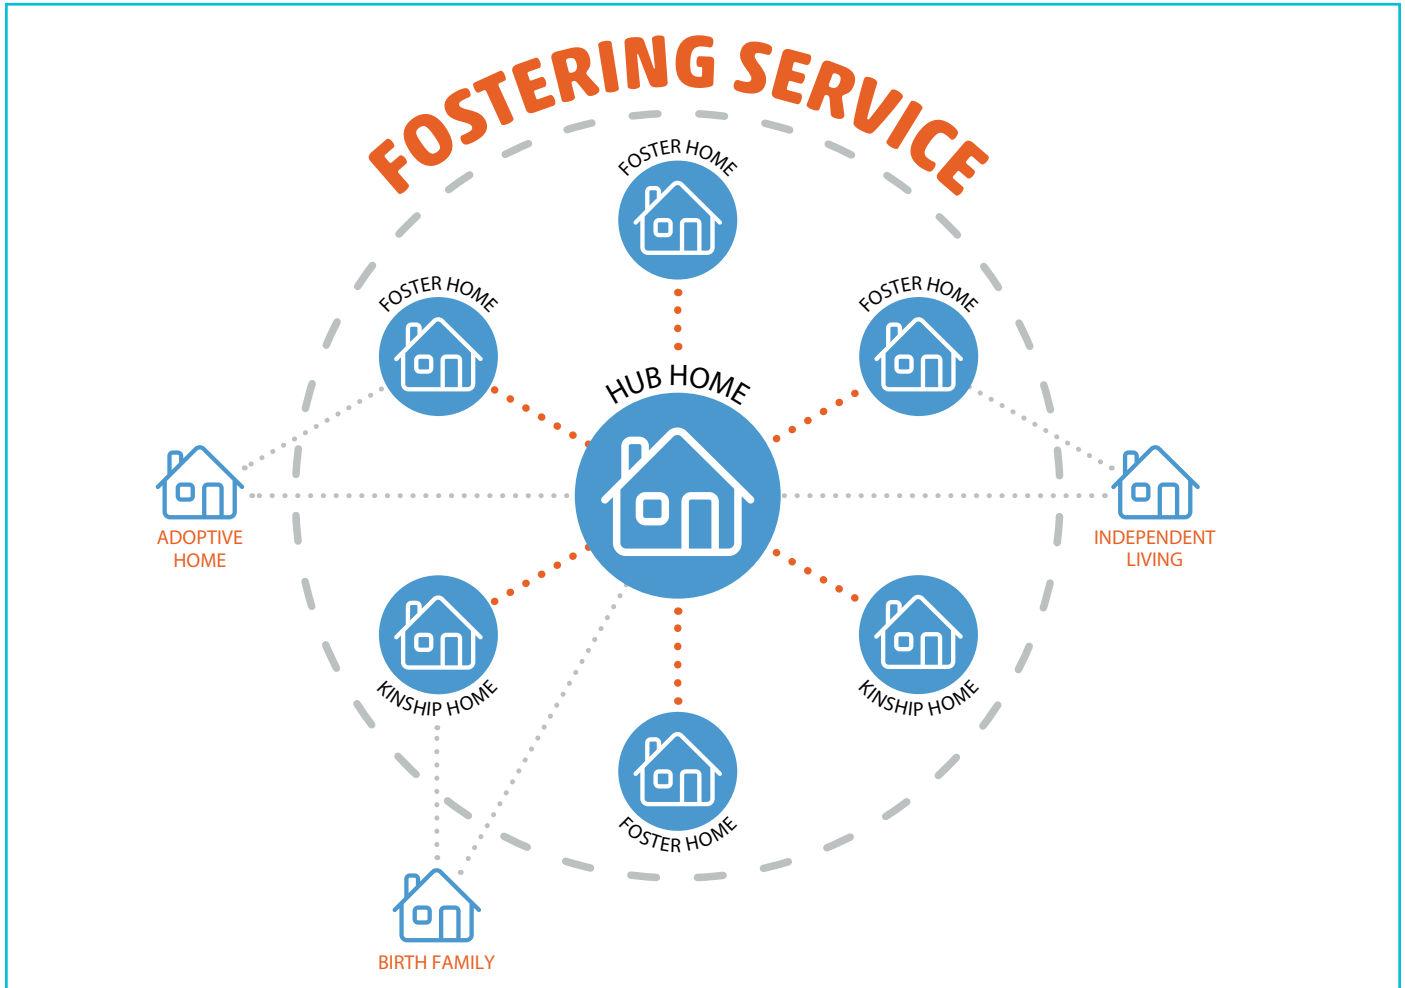 FOSTERING SERVICE
FOSTER HOME
FOSTER HOME
FOSTER HOME
HUB HOME
ADOPTIVE
HOME
INDEPENDENT
LIVING
KINSHIP HOME
KINSHIP HOME
FOSTER HOME
BIRTH FAMILY